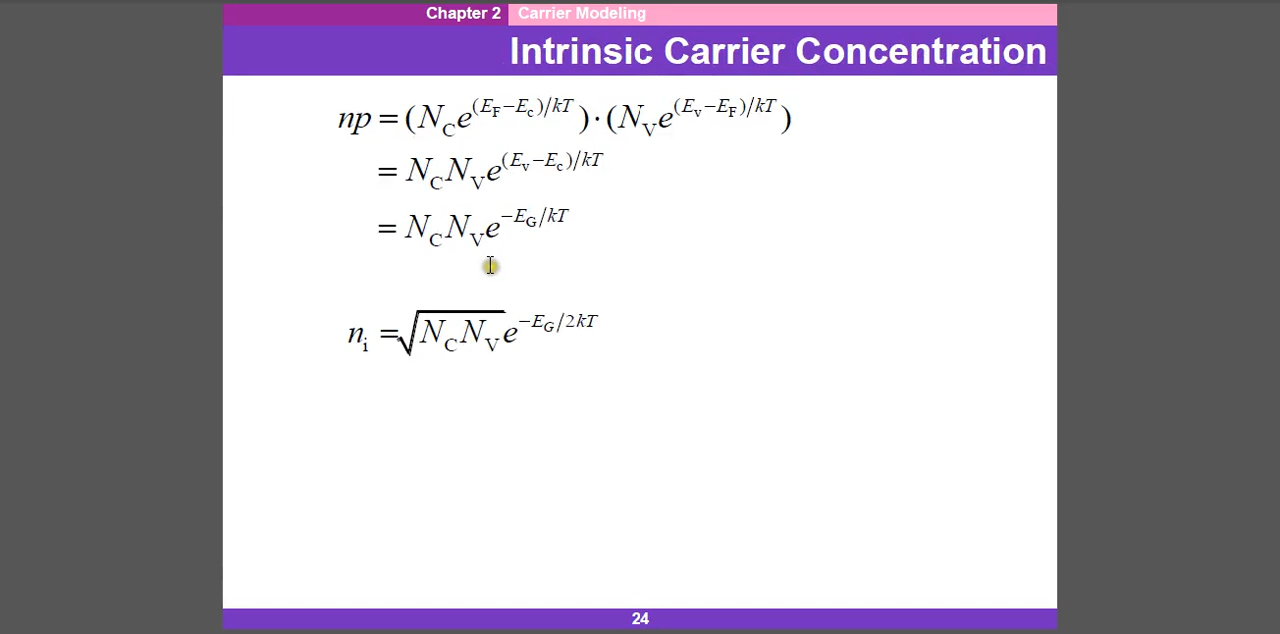 Chapter 2 Carrier Modeling
Intrinsic Carrier Concentration
np = (N_C e^{(E_F−E_c)/kT}) · (N_V e^{(E_v−E_F)/kT})
= N_C N_V e^{(E_v−E_c)/kT}
= N_C N_V e^{−E_G/kT}
n_i = √(N_C N_V) e^{−E_G/2kT}
24